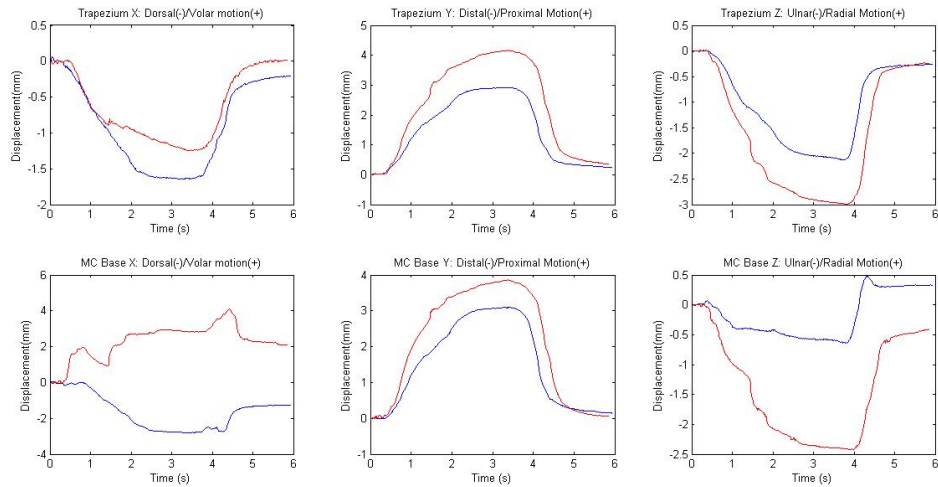 Trapezium X: Dorsal(-)/Volar motion(+)
0.5
0
-0.5
-1
-1.5
-2
Displacement(mm)
0 1 2 3 4 5 6
Time (s)
Trapezium Y: Distal(-)/Proximal Motion(+)
5
4
3
2
1
0
-1
Displacement(mm)
0 1 2 3 4 5 6
Time (s)
Trapezium Z: Ulnar(-)/Radial Motion(+)
0.5
0
-0.5
-1
-1.5
-2
-2.5
-3
Displacement(mm)
0 1 2 3 4 5 6
Time (s)
MC Base X: Dorsal(-)/Volar motion(+)
6
4
2
0
-2
-4
Displacement(mm)
0 1 2 3 4 5 6
Time (s)
MC Base Y: Distal(-)/Proximal Motion(+)
4
3
2
1
0
-1
Displacement(mm)
0 1 2 3 4 5 6
Time (s)
MC Base Z: Ulnar(-)/Radial Motion(+)
0.5
0
-0.5
-1
-1.5
-2
-2.5
Displacement(mm)
0 1 2 3 4 5 6
Time (s)